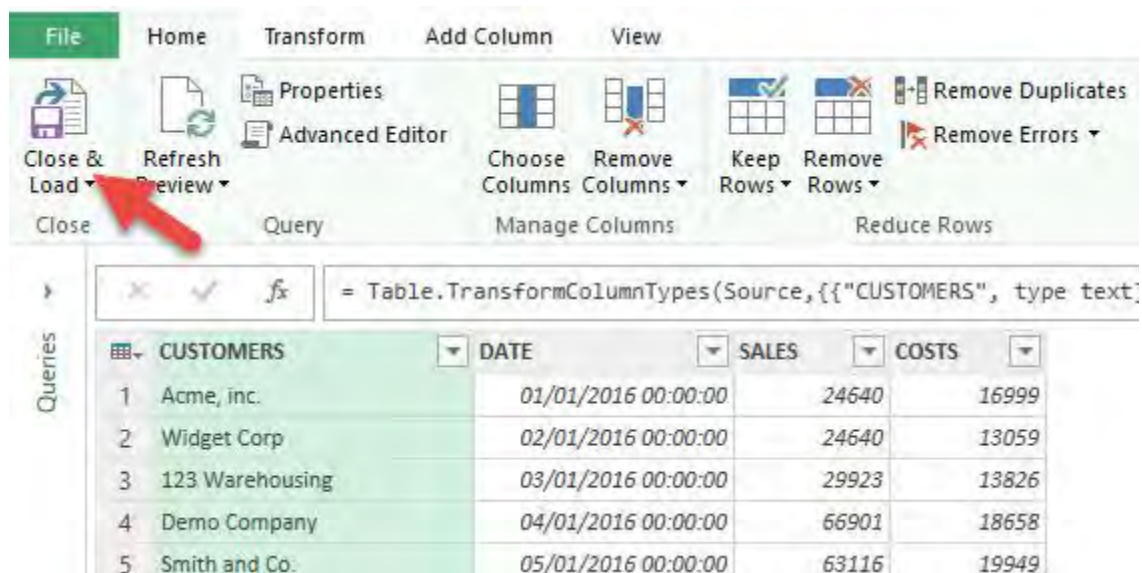 File Home Transform Add Column View
Properties
Advanced Editor
Close &
Load
Refresh
Preview
Choose
Columns
Remove
Columns
Keep
Rows
Remove
Rows
Remove Duplicates
Remove Errors
Close Query Manage Columns Reduce Rows
fx = Table.TransformColumnTypes(Source,{{"CUSTOMERS", type text}
Queries
CUSTOMERS DATE SALES COSTS
1 Acme, inc. 01/01/2016 00:00:00 24640 16999
2 Widget Corp 02/01/2016 00:00:00 24640 13059
3 123 Warehousing 03/01/2016 00:00:00 29923 13826
4 Demo Company 04/01/2016 00:00:00 66901 18658
5 Smith and Co. 05/01/2016 00:00:00 63116 19949